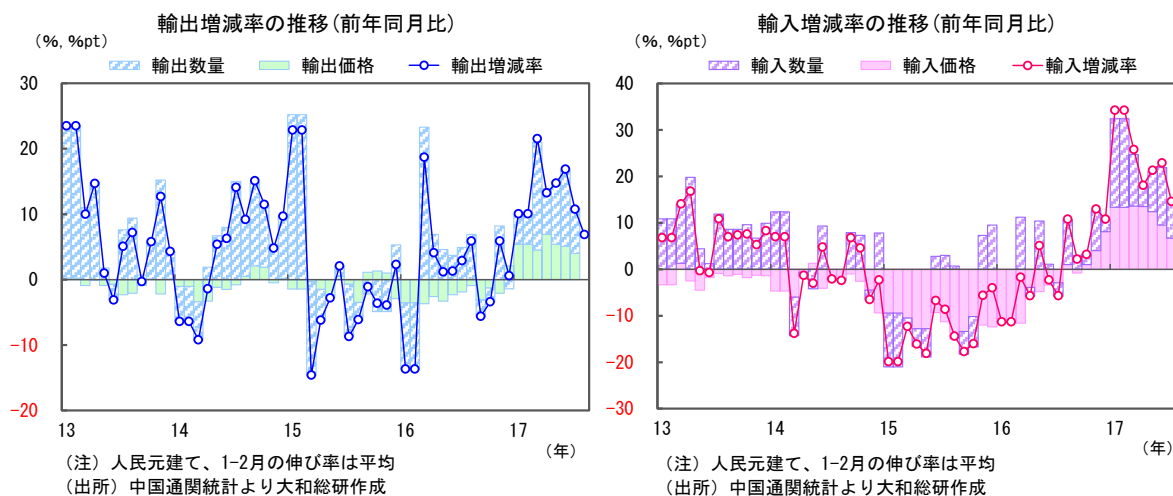 輸出増減率の推移(前年同月比)
(%, %pt)
輸出数量 輸出価格 輸出増減率
30
20
10
0
-10
-20
13 14 15 16 17
(年)
(注) 人民元建て、1-2月の伸び率は平均
(出所) 中国通関統計より大和総研作成
輸入増減率の推移(前年同月比)
(%, %pt)
輸入数量 輸入価格 輸入増減率
40
30
20
10
0
-10
-20
-30
13 14 15 16 17
(年)
(注) 人民元建て、1-2月の伸び率は平均
(出所) 中国通関統計より大和総研作成